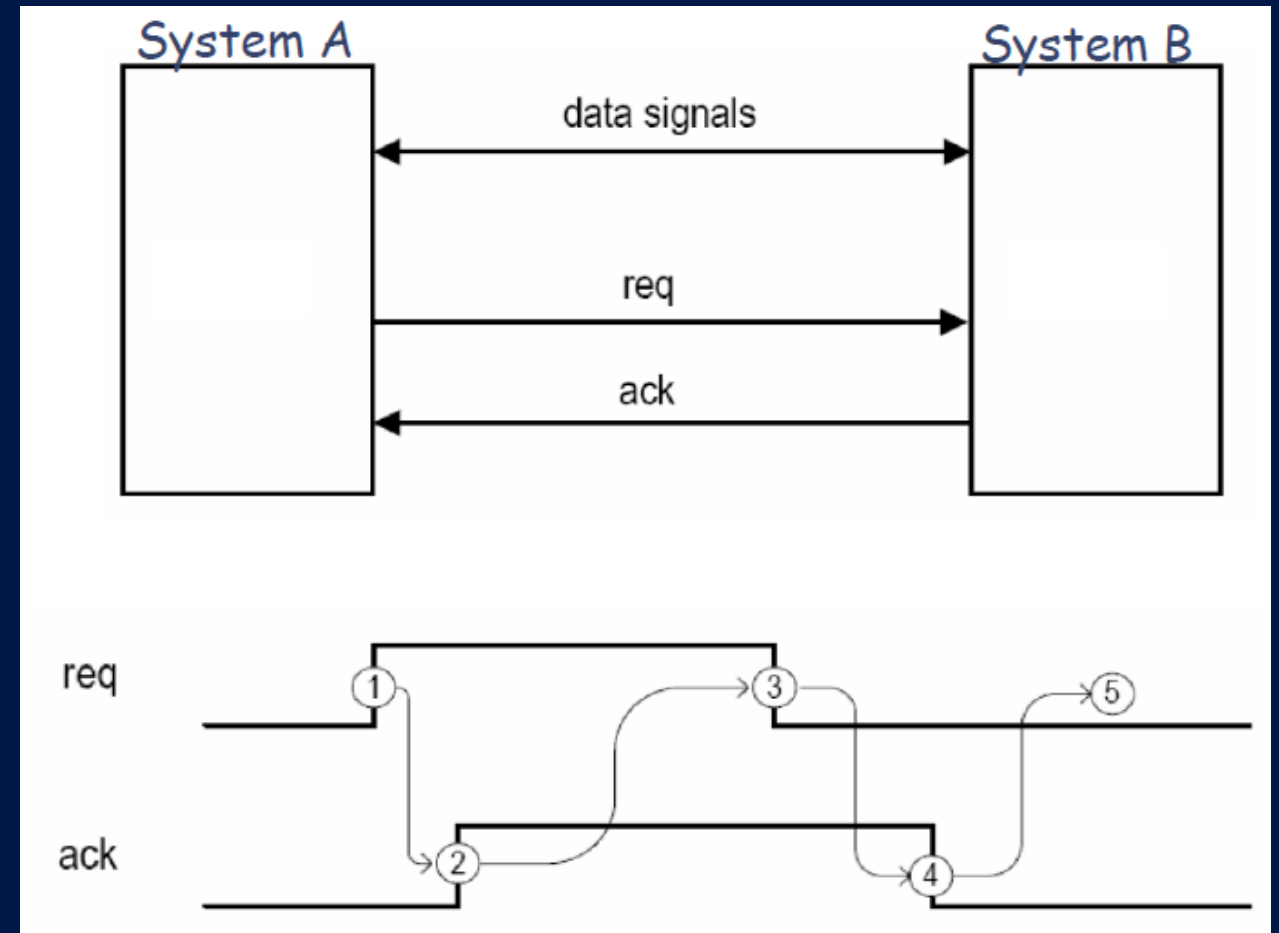 System A
System B
data signals
req
ack
req
1
3
5
ack
2
4